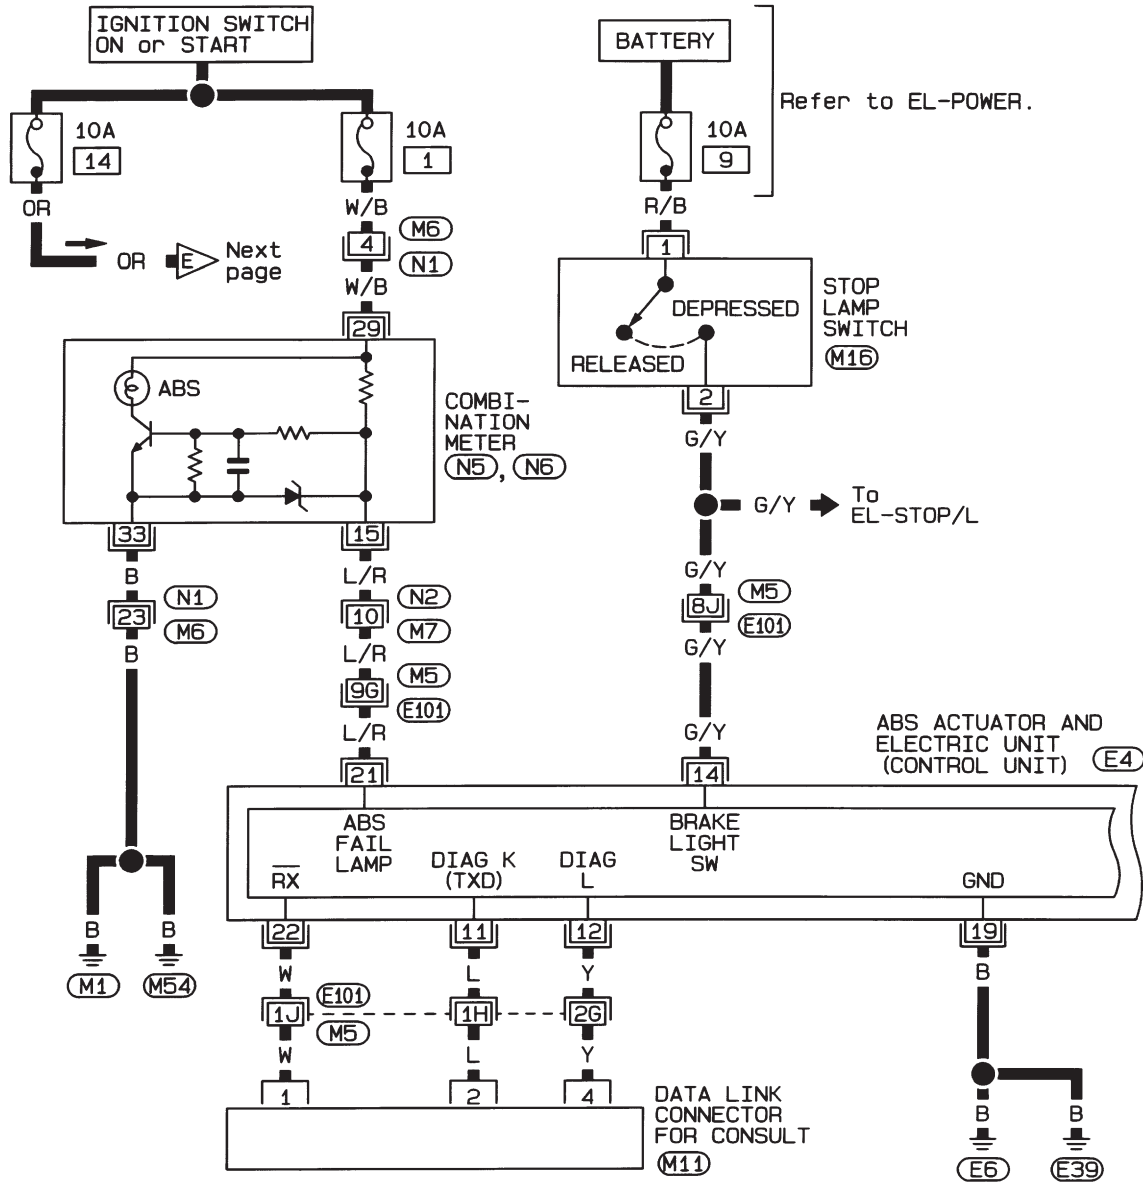 IGNITION SWITCH
ON or START
BATTERY
Refer to EL-POWER.
10A
14
10A
1
10A
9
OR
W/B
R/B
4
M6
N1
1
OR
E
Next
page
W/B
29
STOP
LAMP
SWITCH
M16
DEPRESSED
RELEASED
ABS
COMBI-
NATION
METER
N5, N6
2
G/Y
G/Y
To
EL-STOP/L
33
15
B
L/R
G/Y
23
N1
M6
10
N2
M7
8J
M5
E101
B
L/R
G/Y
9G
M5
E101
L/R
G/Y
ABS ACTUATOR AND
ELECTRIC UNIT
(CONTROL UNIT)
E4
21
14
ABS
FAIL
LAMP
BRAKE
LIGHT
SW
RX
DIAG K
(TXD)
DIAG
L
GND
B
B
22
11
12
19
M1
M54
W
L
Y
B
1J
E101
M5
1H
2G
W
L
Y
1
2
4
DATA LINK
CONNECTOR
FOR CONSULT
M11
B
B
E6
E39